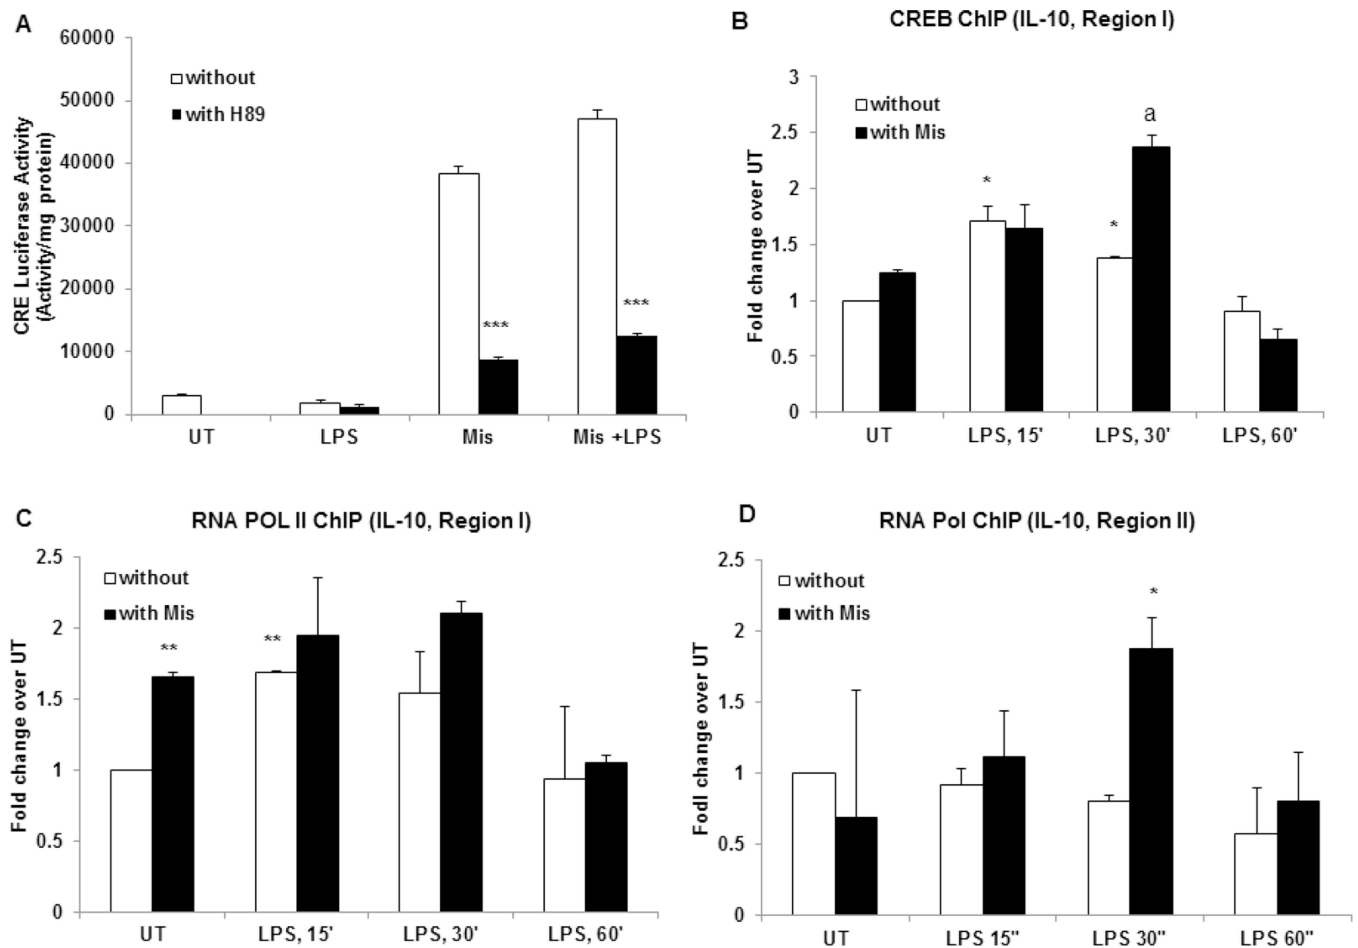 A
60000
50000
40000
30000
20000
10000
0
CRE Luciferase Activity
(Activity/mg protein)
without
with H89
***
***
UT LPS Mis Mis +LPS
B
CREB ChIP (IL-10, Region I)
3
2.5
2
1.5
1
0.5
0
Fold change over UT
without
with Mis
*
*
a
UT LPS, 15' LPS, 30' LPS, 60'
C
RNA POL II ChIP (IL-10, Region I)
2.5
2
1.5
1
0.5
0
Fold change over UT
without
with Mis
**
**
UT LPS, 15' LPS, 30' LPS, 60'
D
RNA Pol ChIP (IL-10, Region II)
2.5
2
1.5
1
0.5
0
Fodl change over UT
without
with Mis
*
UT LPS 15" LPS 30" LPS 60"